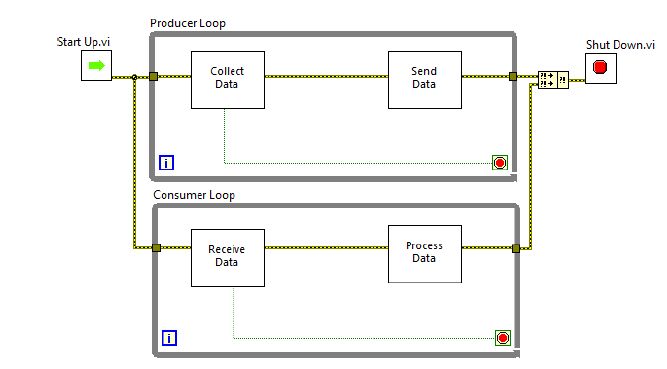 Producer Loop
Start Up.vi
Shut Down.vi
Collect
Data
Send
Data
i
Consumer Loop
Receive
Data
Process
Data
i